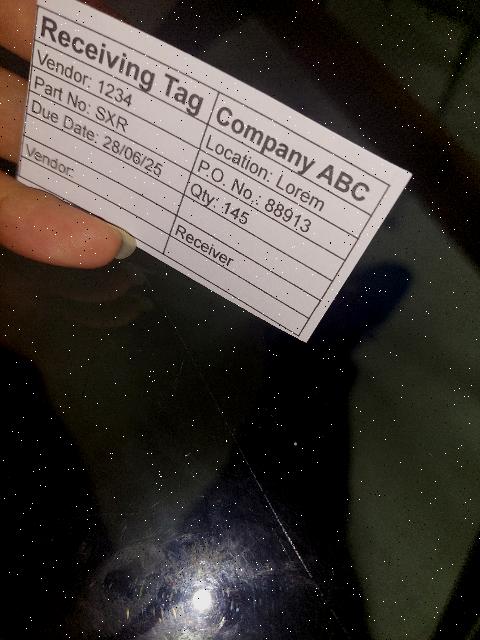 Receiving Tag
Company ABC
Vendor: 1234
Location: Lorem
Part No: SXR
P.O. No.: 88913
Due Date: 28/06/25
Qty: 145
Vendor:
Receiver